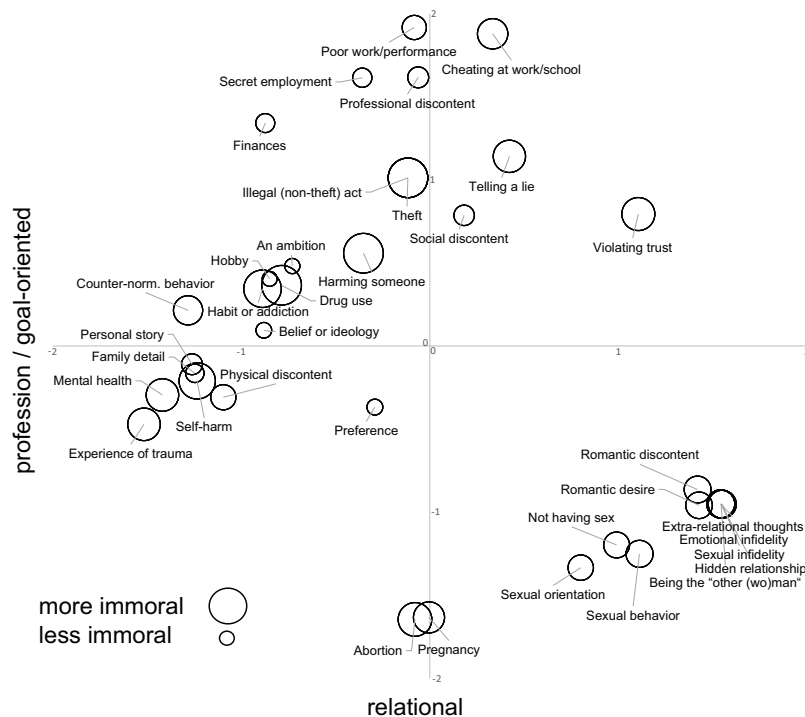 2
Poor work/performance
Cheating at work/school
Secret employment
Professional discontent
Finances
1
Illegal (non-theft) act
Telling a lie
Theft
Social discontent
Violating trust
An ambition
Hobby
Harming someone
Counter-norm. behavior
Drug use
Habit or addiction
Belief or ideology
Personal story
0
-2
-1
0
1
2
Family detail
Mental health
Physical discontent
Self-harm
Preference
Experience of trauma
Romantic discontent
Romantic desire
-1
Not having sex
Extra-relational thoughts
Emotional infidelity
Sexual infidelity
Hidden relationship
Being the "other (wo)man"
Sexual orientation
Sexual behavior
more immoral
less immoral
Abortion
Pregnancy
-2
profession / goal-oriented
relational